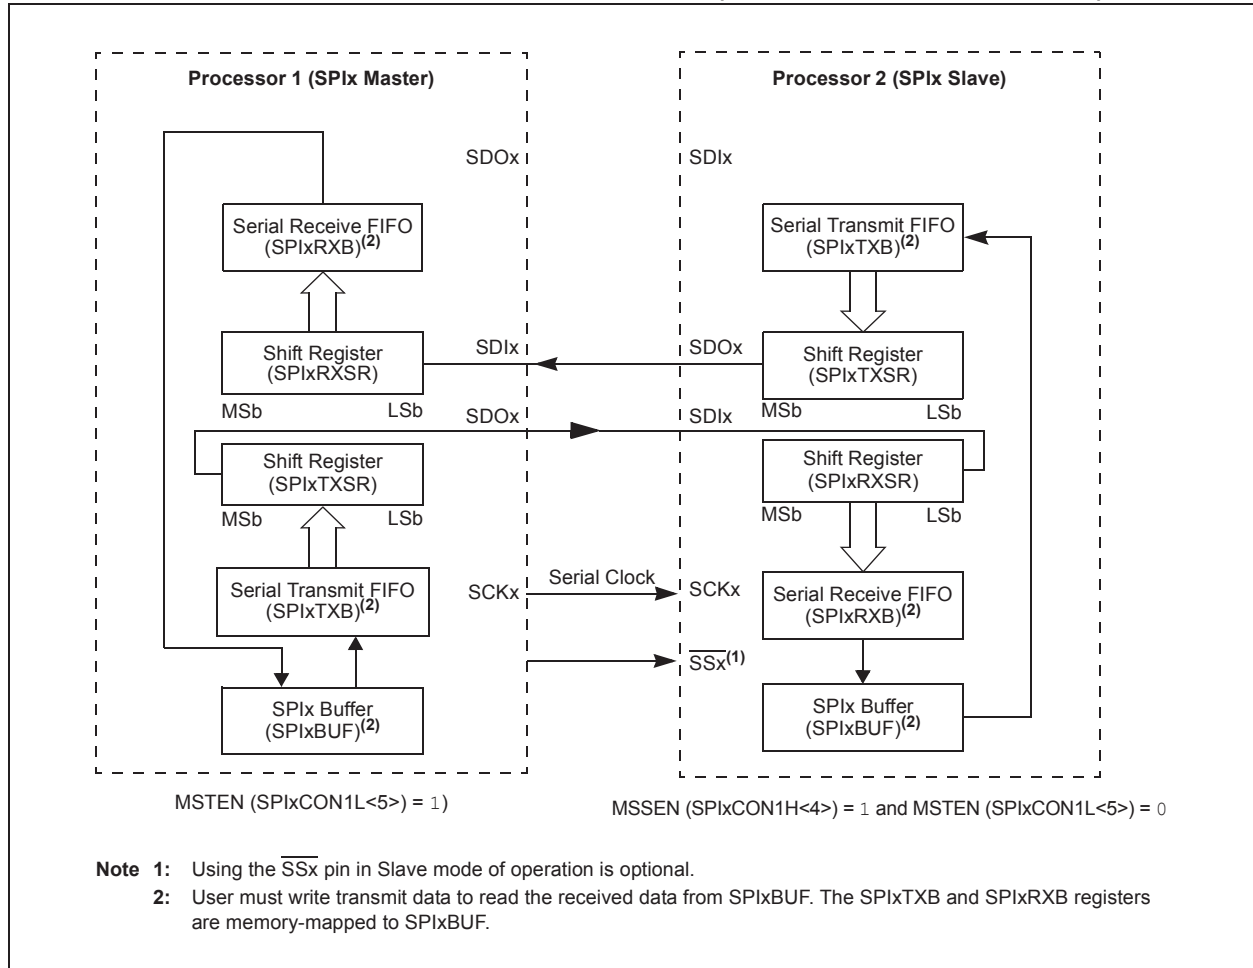 Processor 1 (SPIx Master)
Processor 2 (SPIx Slave)
SDOx
SDIx
Serial Receive FIFO
(SPIxRXB)(2)
Serial Transmit FIFO
(SPIxTXB)(2)
Shift Register
(SPIxRXSR)
SDIx
SDOx
Shift Register
(SPIxTXSR)
MSb
LSb
MSb
LSb
SDOx
SDIx
Shift Register
(SPIxTXSR)
Shift Register
(SPIxRXSR)
MSb
LSb
MSb
LSb
Serial Transmit FIFO
(SPIxTXB)(2)
SCKx
Serial Clock
SCKx
Serial Receive FIFO
(SPIxRXB)(2)
SSx(1)
SPIx Buffer
(SPIxBUF)(2)
SPIx Buffer
(SPIxBUF)(2)
MSTEN (SPIxCON1L<5>) = 1)
MSSEN (SPIxCON1H<4>) = 1 and MSTEN (SPIxCON1L<5>) = 0
Note 1: Using the SSx pin in Slave mode of operation is optional.
2: User must write transmit data to read the received data from SPIxBUF. The SPIxTXB and SPIxRXB registers
are memory-mapped to SPIxBUF.